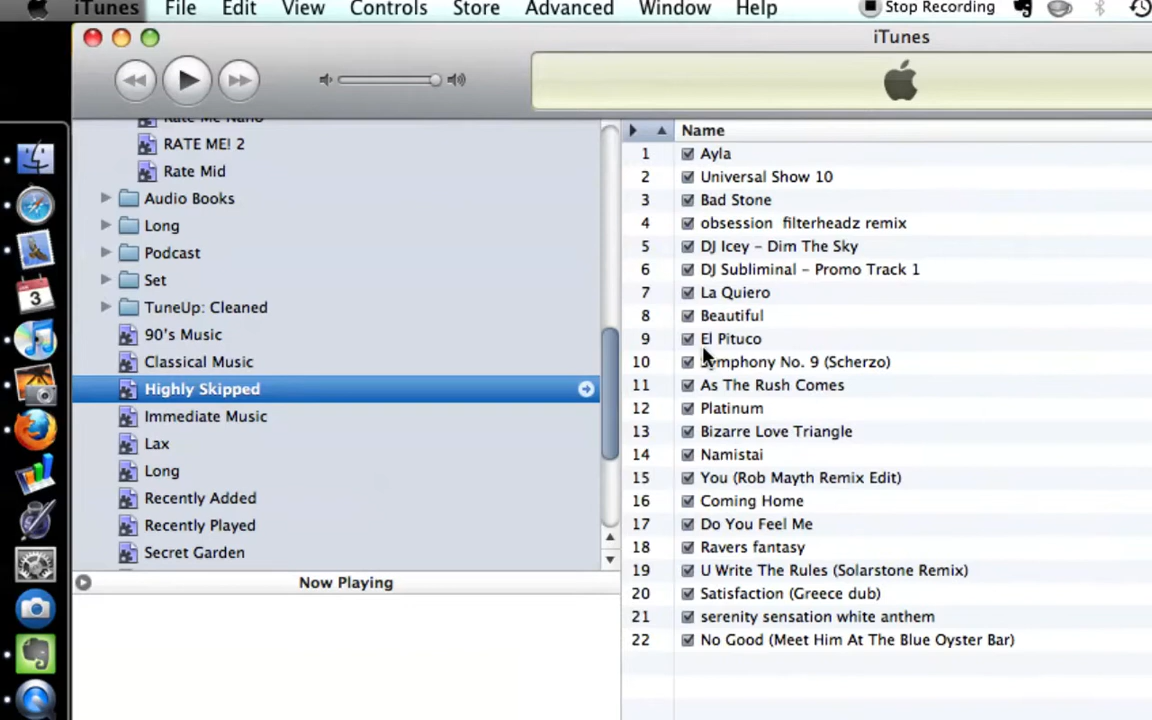 iTunes File Edit View Controls Store Advanced Window Help Stop Recording
iTunes
Rate Me Nano
RATE ME! 2
Rate Mid
Audio Books
Long
Podcast
Set
TuneUp: Cleaned
90's Music
Classical Music
Highly Skipped
Immediate Music
Lax
Long
Recently Added
Recently Played
Secret Garden
Now Playing
Name
1 Ayla
2 Universal Show 10
3 Bad Stone
4 obsession filterheadz remix
5 DJ Icey - Dim The Sky
6 DJ Subliminal - Promo Track 1
7 La Quiero
8 Beautiful
9 El Pituco
10 Symphony No. 9 (Scherzo)
11 As The Rush Comes
12 Platinum
13 Bizarre Love Triangle
14 Namistai
15 You (Rob Mayth Remix Edit)
16 Coming Home
17 Do You Feel Me
18 Ravers fantasy
19 U Write The Rules (Solarstone Remix)
20 Satisfaction (Greece dub)
21 serenity sensation white anthem
22 No Good (Meet Him At The Blue Oyster Bar)
3